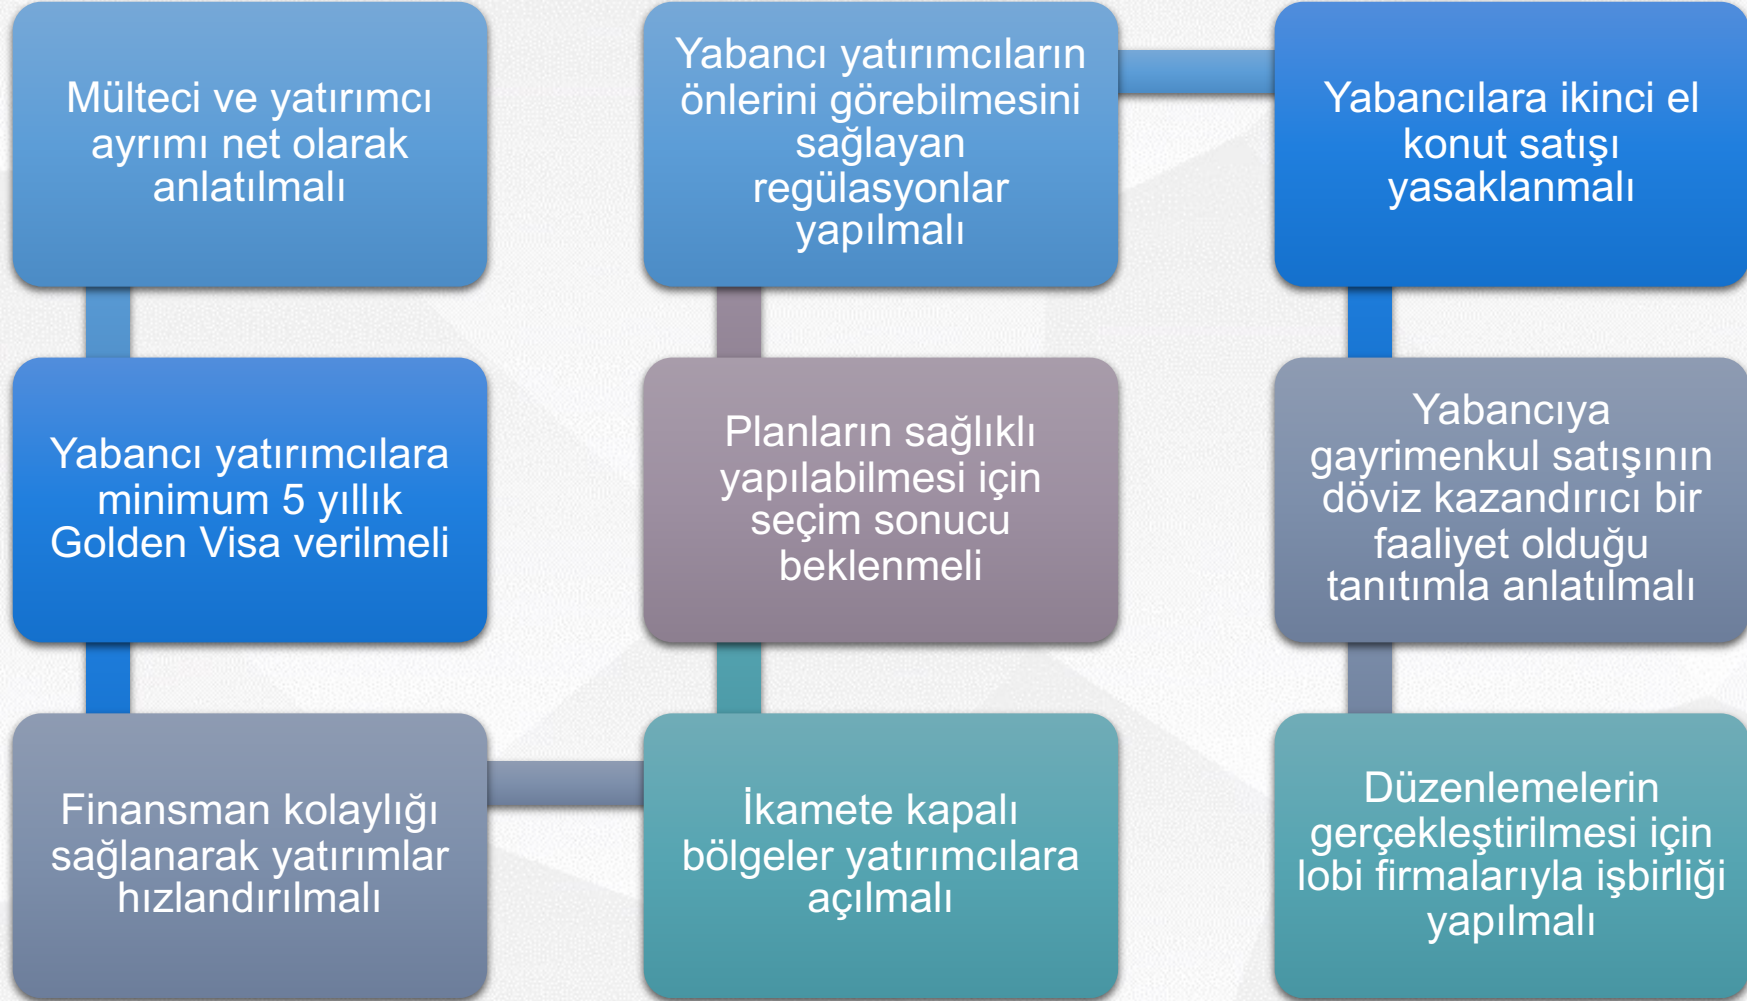 Mülteci ve yatırımcı
ayrımı net olarak
anlatılmalı
Yabancı yatırımcılara
minimum 5 yıllık
Golden Visa verilmeli
Finansman kolaylığı
sağlanarak yatırımlar
hızlandırılmalı
İkamete kapalı
bölgeler yatırımcılara
açılmalı
Planların sağlıklı
yapılabilmesi için
seçim sonucu
beklenmeli
Yabancı yatırımcıların
önlerini görebilmesini
sağlayan
regülasyonlar
yapılmalı
Yabancılara ikinci el
konut satışı
yasaklanmalı
Yabancıya
gayrimenkul satışının
döviz kazandırıcı bir
faaliyet olduğu
tanıtımla anlatılmalı
Düzenlemelerin
gerçekleştirilmesi için
lobi firmalarıyla işbirliği
yapılmalı